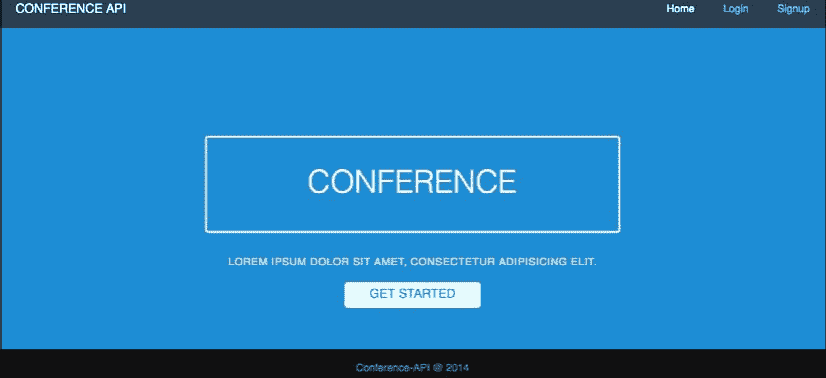 CONFERENCE API
Home Login Signup
CONFERENCE
LOREM IPSUM DOLOR SIT AMET, CONSECTETUR ADIPISICING ELIT.
GET STARTED
Conference-API @ 2014